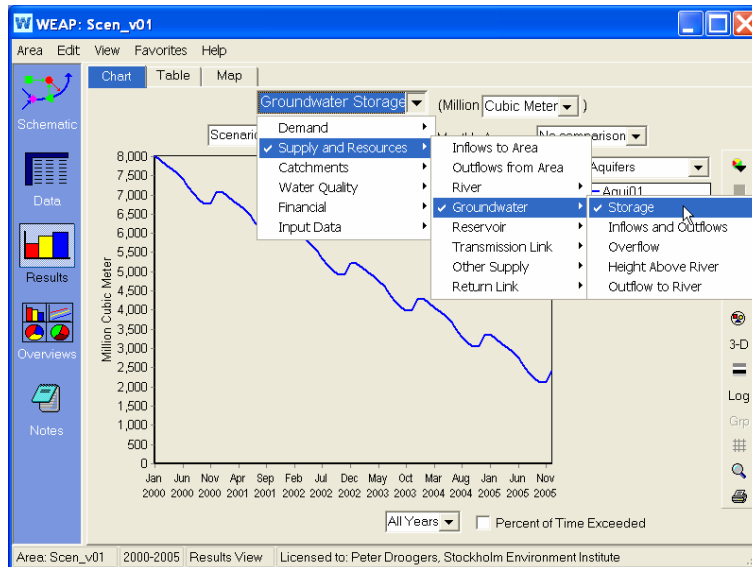 WEAP: Scen_v01
Area Edit View Favorites Help
Chart Table Map
Schematic
Data
Results
Overviews
Notes
Groundwater Storage (Million Cubic Meter )
Scenario
No comparison
Demand
Supply and Resources
Catchments
Water Quality
Financial
Input Data
Inflows to Area
Outflows from Area
River
Groundwater
Reservoir
Transmission Link
Other Supply
Return Link
Aquifers
Aqui01
Storage
Inflows and Outflows
Overflow
Height Above River
Outflow to River
3-D
Log
Grp
Million Cubic Meter
8,000
7,500
7,000
6,500
6,000
5,500
5,000
4,500
4,000
3,500
3,000
2,500
2,000
1,500
1,000
500
0
Jan Jun Nov Apr Sep Feb Jul Dec May Oct Mar Aug Jan Jun Nov
2000 2000 2000 2001 2001 2002 2002 2002 2003 2003 2004 2004 2005 2005 2005
All Years Percent of Time Exceeded
Area: Scen_v01 2000-2005 Results View Licensed to: Peter Droogers, Stockholm Environment Institute